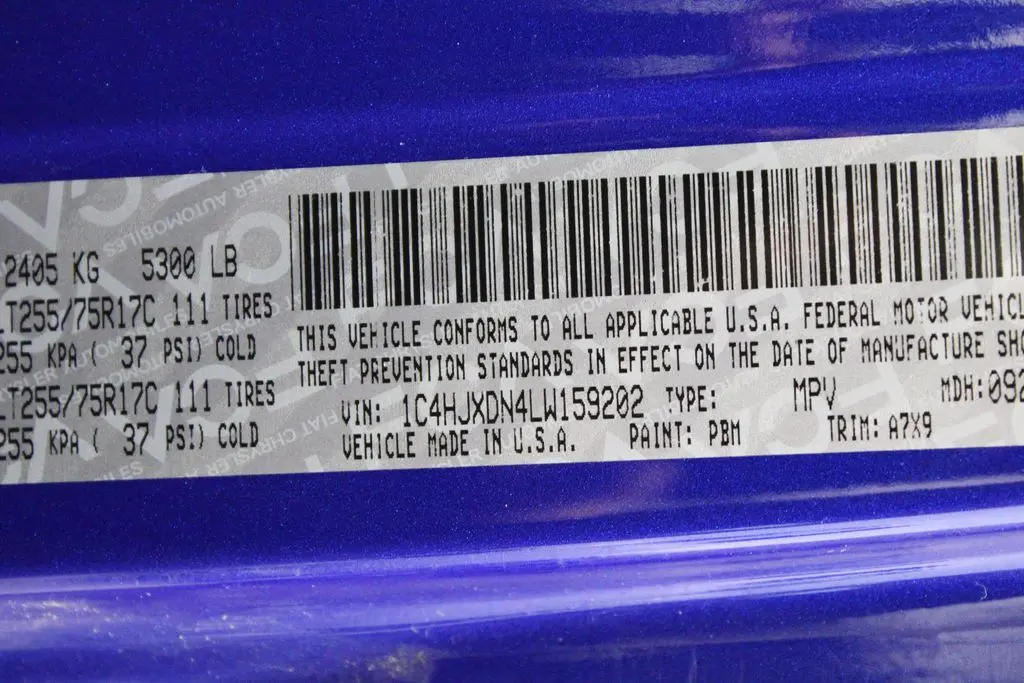 2405 KG 5300 LB
LT255/75R17C 111 TIRES
255 KPA ( 37 PSI) COLD
LT255/75R17C 111 TIRES
255 KPA ( 37 PSI) COLD
THIS VEHICLE CONFORMS TO ALL APPLICABLE U.S.A. FEDERAL MOTOR VEHICL
THEFT PREVENTION STANDARDS IN EFFECT ON THE DATE OF MANUFACTURE SHO
VIN: 1C4HJXDN4LW159202 TYPE: MPV MDH:092
VEHICLE MADE IN U.S.A. PAINT: PBM TRIM: A7X9